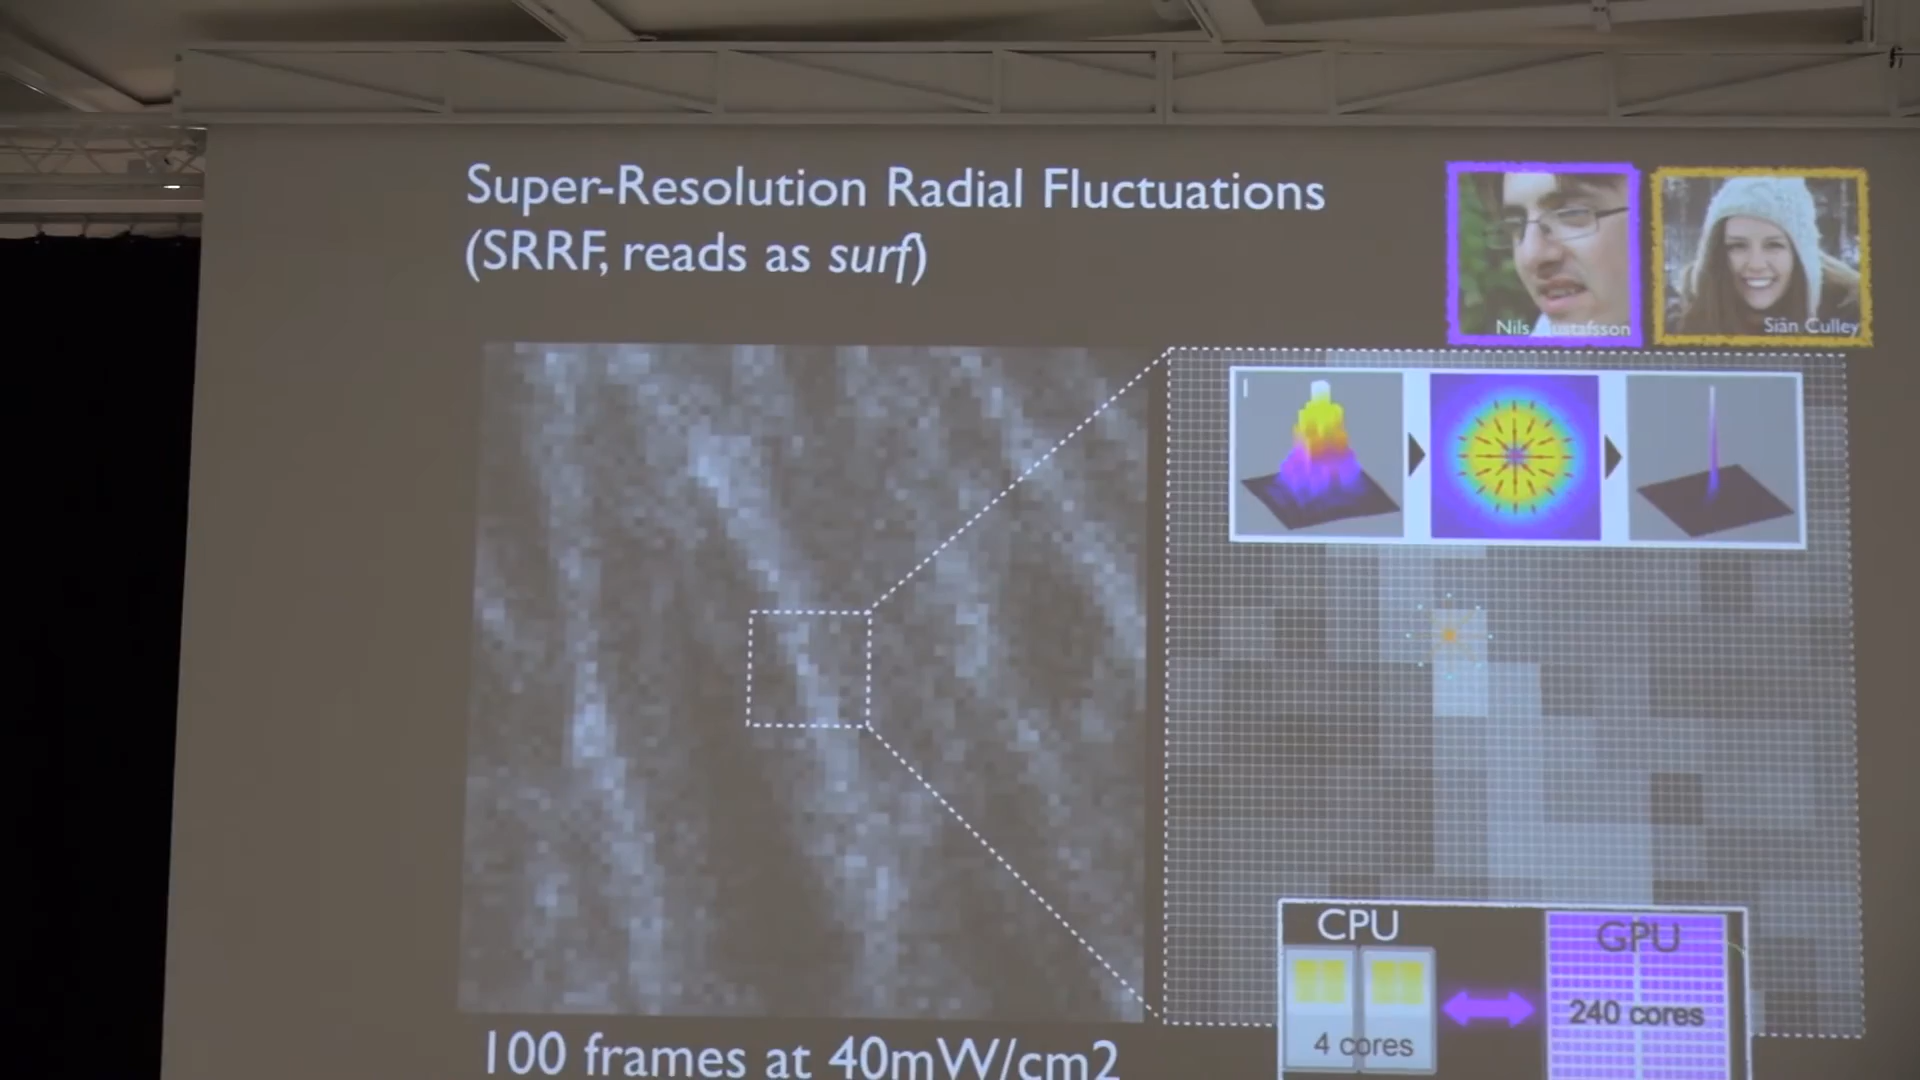 Super-Resolution Radial Fluctuations
(SRRF, reads as surf)
Nils Gustafsson
Siân Culley
I
CPU
GPU
4 cores
240 cores
100 frames at 40mW/cm2